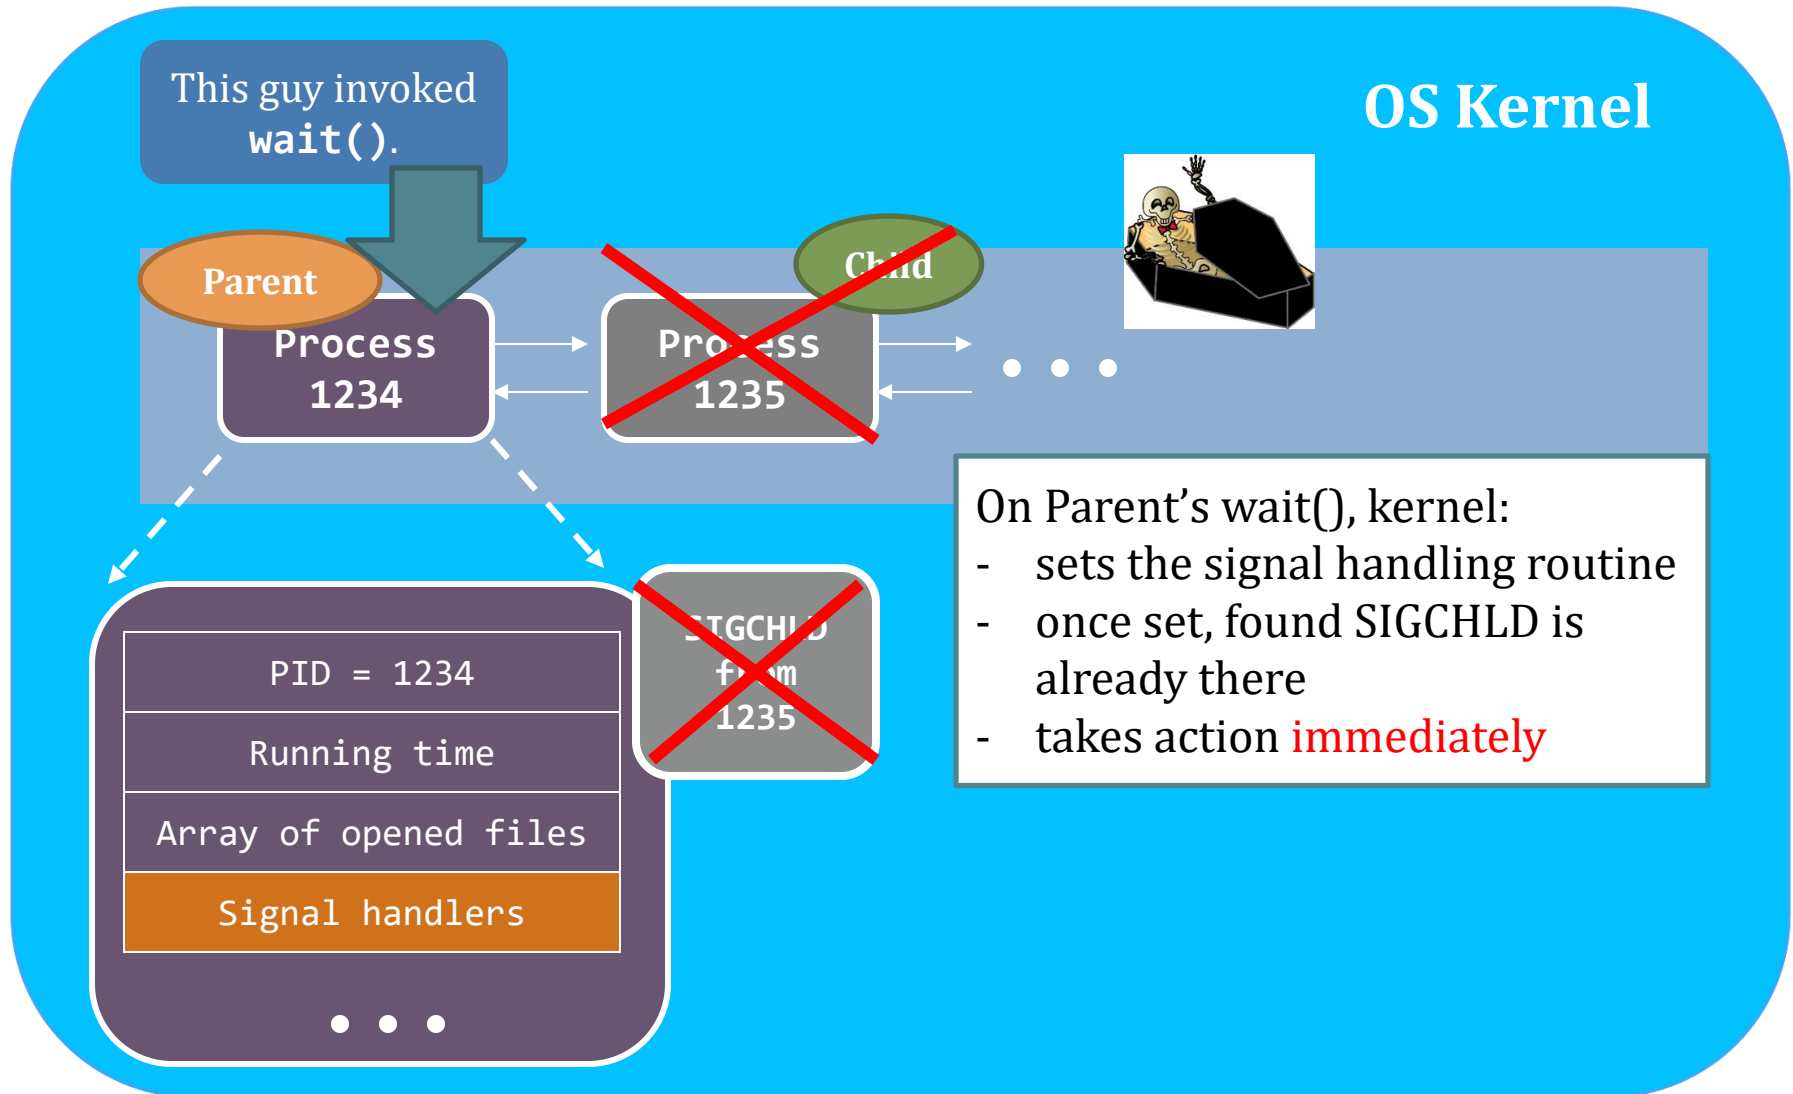 This guy invoked
wait().
OS Kernel
Parent
Child
Process
1234
Process
1235
On Parent’s wait(), kernel:
- sets the signal handling routine
- once set, found SIGCHLD is
already there
- takes action immediately
SIGCHLD
from
1235
PID = 1234
Running time
Array of opened files
Signal handlers